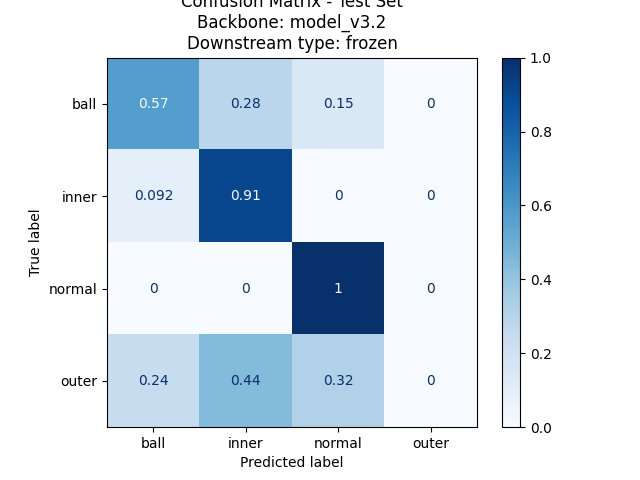 Confusion Matrix - Test Set
Backbone: model_v3.2
Downstream type: frozen
True label
ball 0.57 0.28 0.15 0
inner 0.092 0.91 0 0
normal 0 0 1 0
outer 0.24 0.44 0.32 0
ball inner normal outer
Predicted label
1.0
0.8
0.6
0.4
0.2
0.0